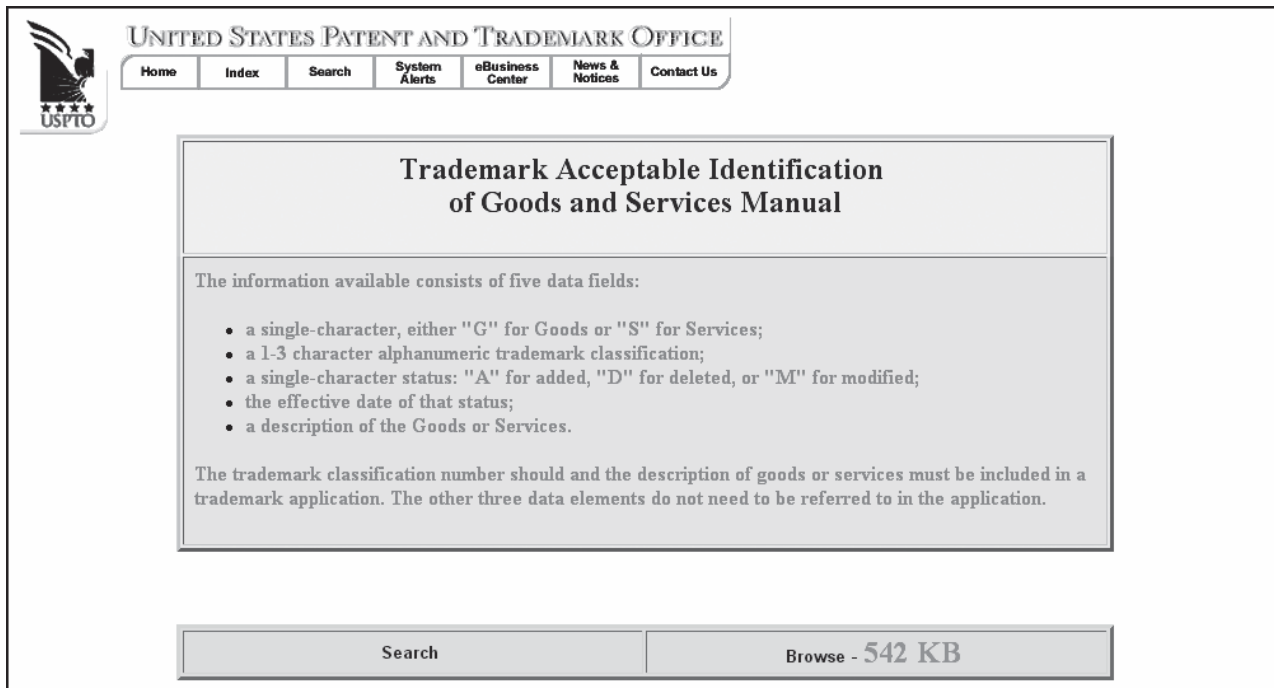 UNITED STATES PATENT AND TRADEMARK OFFICE
Home Index Search System Alerts eBusiness Center News & Notices Contact Us
USPTO
Trademark Acceptable Identification
of Goods and Services Manual
The information available consists of five data fields:
• a single-character, either "G" for Goods or "S" for Services;
• a 1-3 character alphanumeric trademark classification;
• a single-character status: "A" for added, "D" for deleted, or "M" for modified;
• the effective date of that status;
• a description of the Goods or Services.
The trademark classification number should and the description of goods or services must be included in a
trademark application. The other three data elements do not need to be referred to in the application.
Search Browse - 542 KB